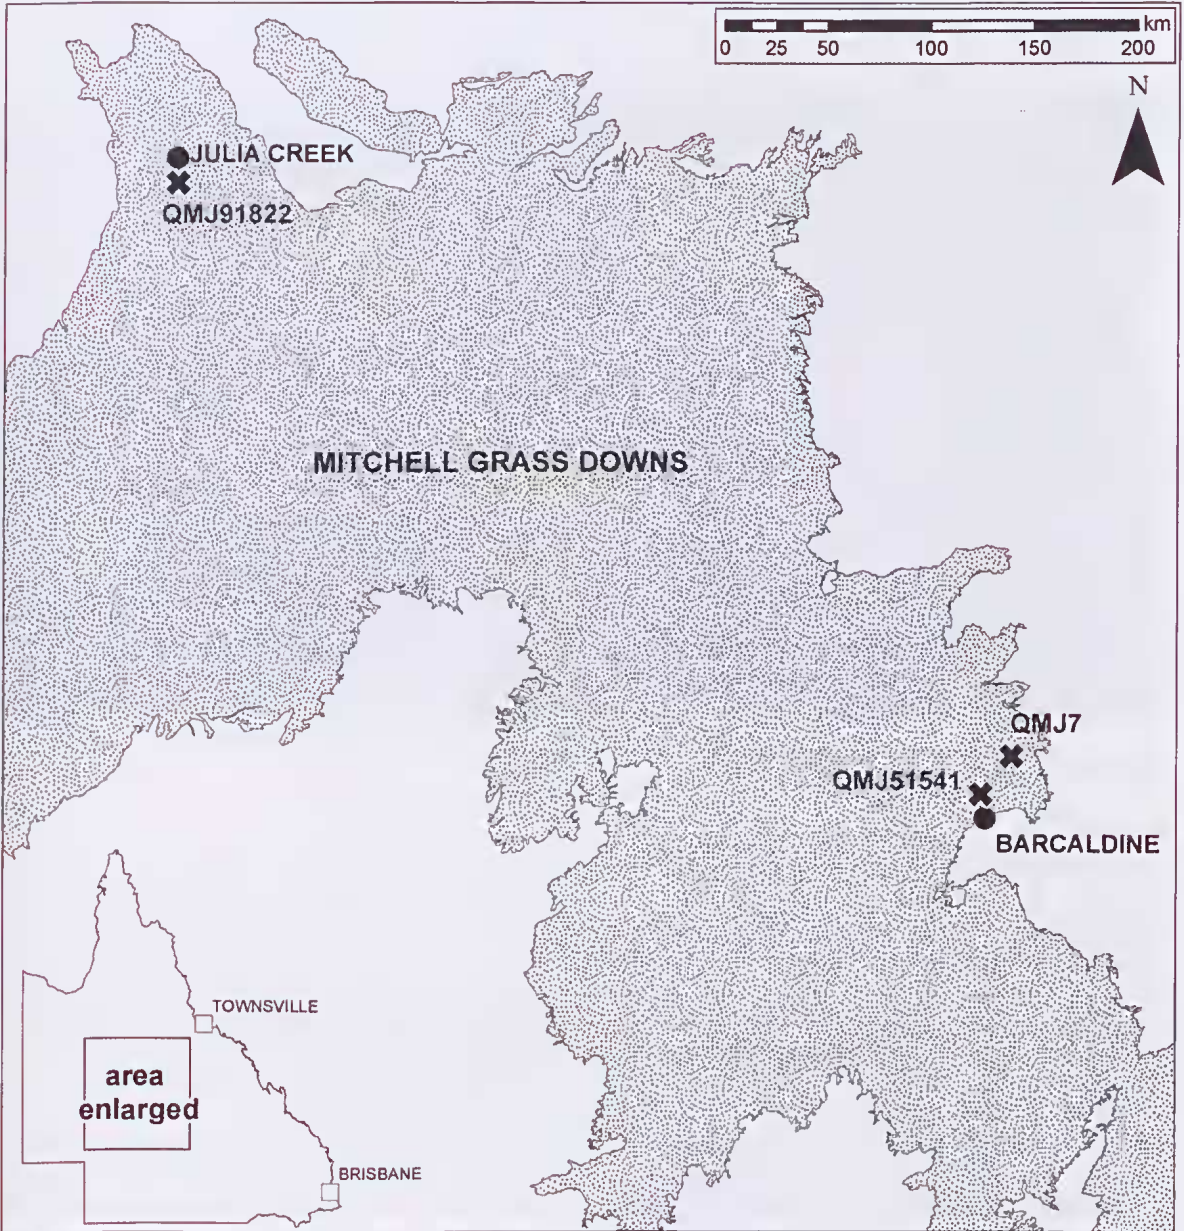 km
0 25 50 100 150 200
N
JULIA CREEK
QMJ91822
MITCHELL GRASS DOWNS
QMJ7
QMJ51541
BARCALDINE
TOWNSVILLE
area
enlarged
BRISBANE